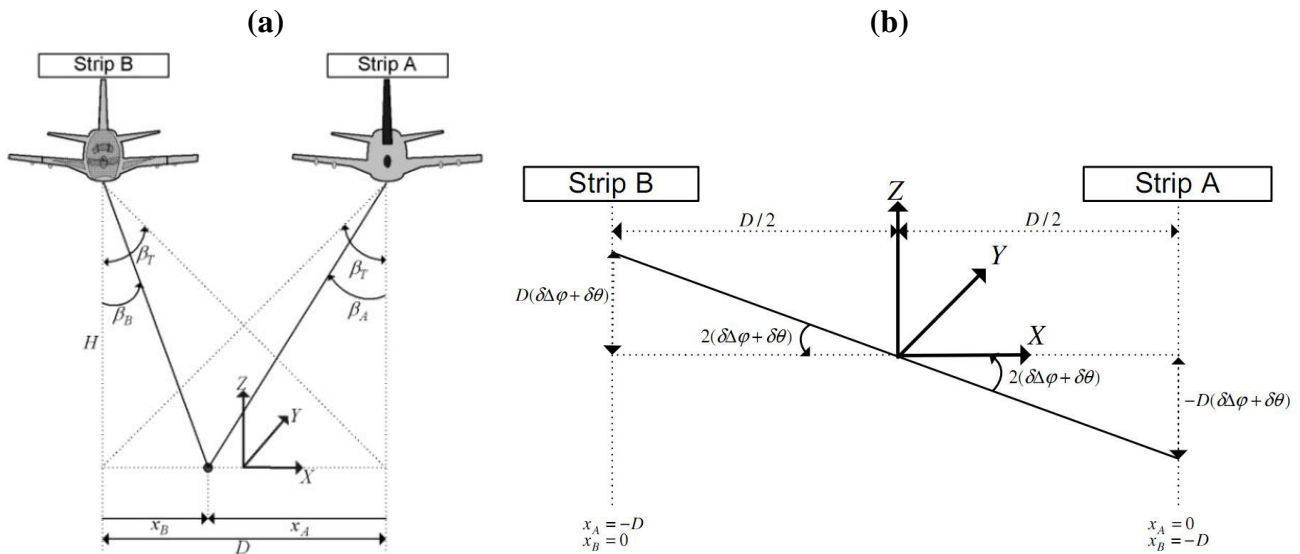 (a)
(b)
Strip B
Strip A
β_T
β_T
β_B
β_A
H
Z
Y
X
x_B
x_A
D
Strip B
Strip A
Z
D/2
D/2
Y
D(δΔφ+δθ)
2(δΔφ+δθ)
X
2(δΔφ+δθ)
−D(δΔφ+δθ)
x_A = −D
x_B = 0
x_A = 0
x_B = −D